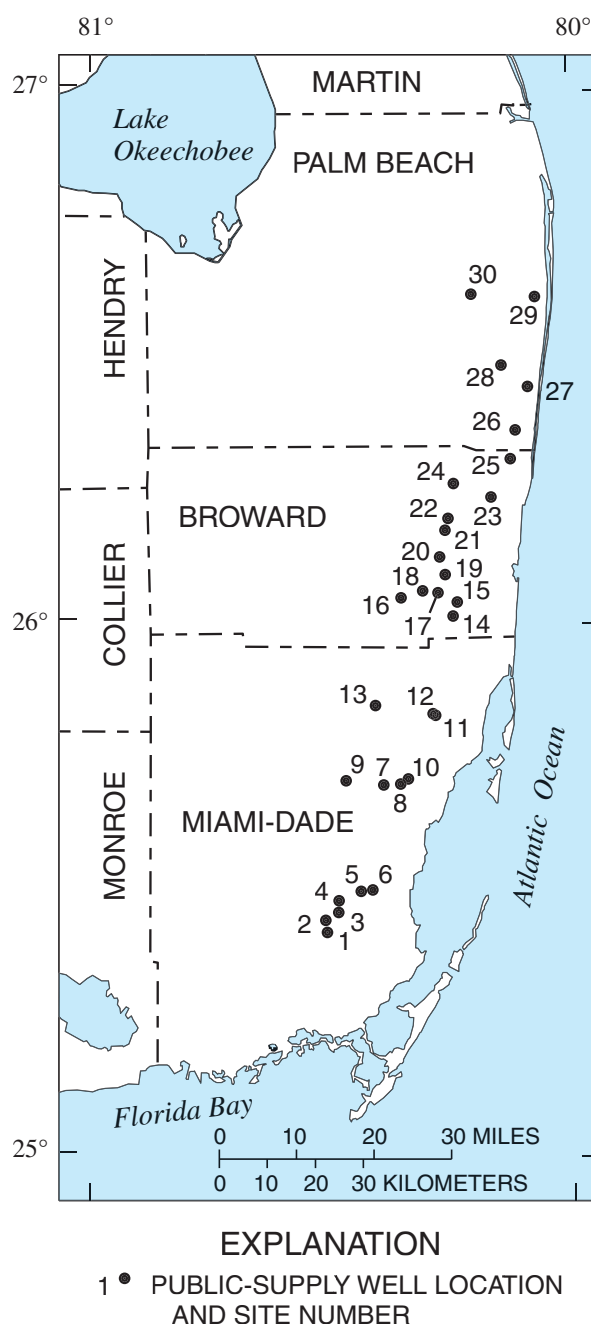 81° 80°
27°
MARTIN
Lake
Okeechobee
PALM BEACH
HENDRY
30
29
28
27
26
25
24
BROWARD
22
23
21
20
COLLIER
18
19
16
15
26°
17
14
13
12
11
9
7
10
8
MIAMI-DADE
MONROE
Atlantic Ocean
5
6
4
2
3
1
Florida Bay
25°
0 10 20 30 MILES
0 10 20 30 KILOMETERS
EXPLANATION
1 PUBLIC-SUPPLY WELL LOCATION
AND SITE NUMBER